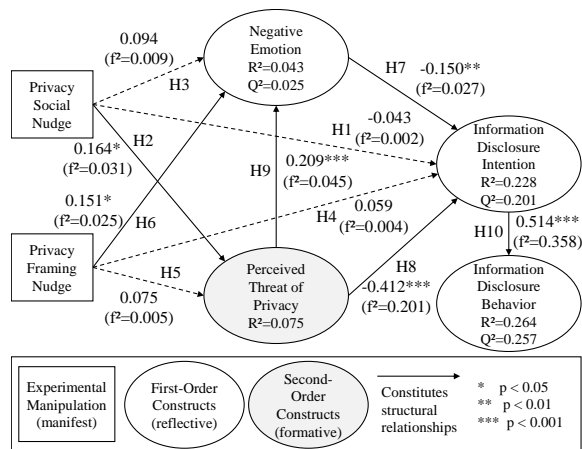 0.094
(f²=0.009)
H3
Negative
Emotion
R²=0.043
Q²=0.025
H7
-0.150**
(f²=0.027)
Privacy
Social
Nudge
H2
0.164*
(f²=0.031)
H1
-0.043
(f²=0.002)
Information
Disclosure
Intention
R²=0.228
Q²=0.201
H9
0.209***
(f²=0.045)
0.151*
(f²=0.025)
H6
H4
0.059
(f²=0.004)
Privacy
Framing
Nudge
H5
0.075
(f²=0.005)
Perceived
Threat of
Privacy
R²=0.075
H8
-0.412***
(f²=0.201)
H10
0.514***
(f²=0.358)
Information
Disclosure
Behavior
R²=0.264
Q²=0.257
Experimental
Manipulation
(manifest)
First-Order
Constructs
(reflective)
Second-
Order
Constructs
(formative)
Constitutes
structural
relationships
* p < 0.05
** p < 0.01
*** p < 0.001